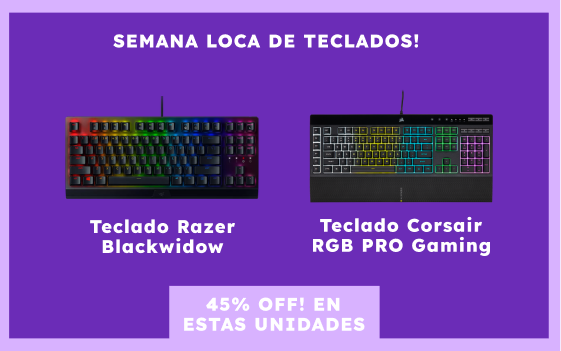 SEMANA LOCA DE TECLADOS!
Teclado Razer
Blackwidow
Teclado Corsair
RGB PRO Gaming
45% OFF! EN
ESTAS UNIDADES